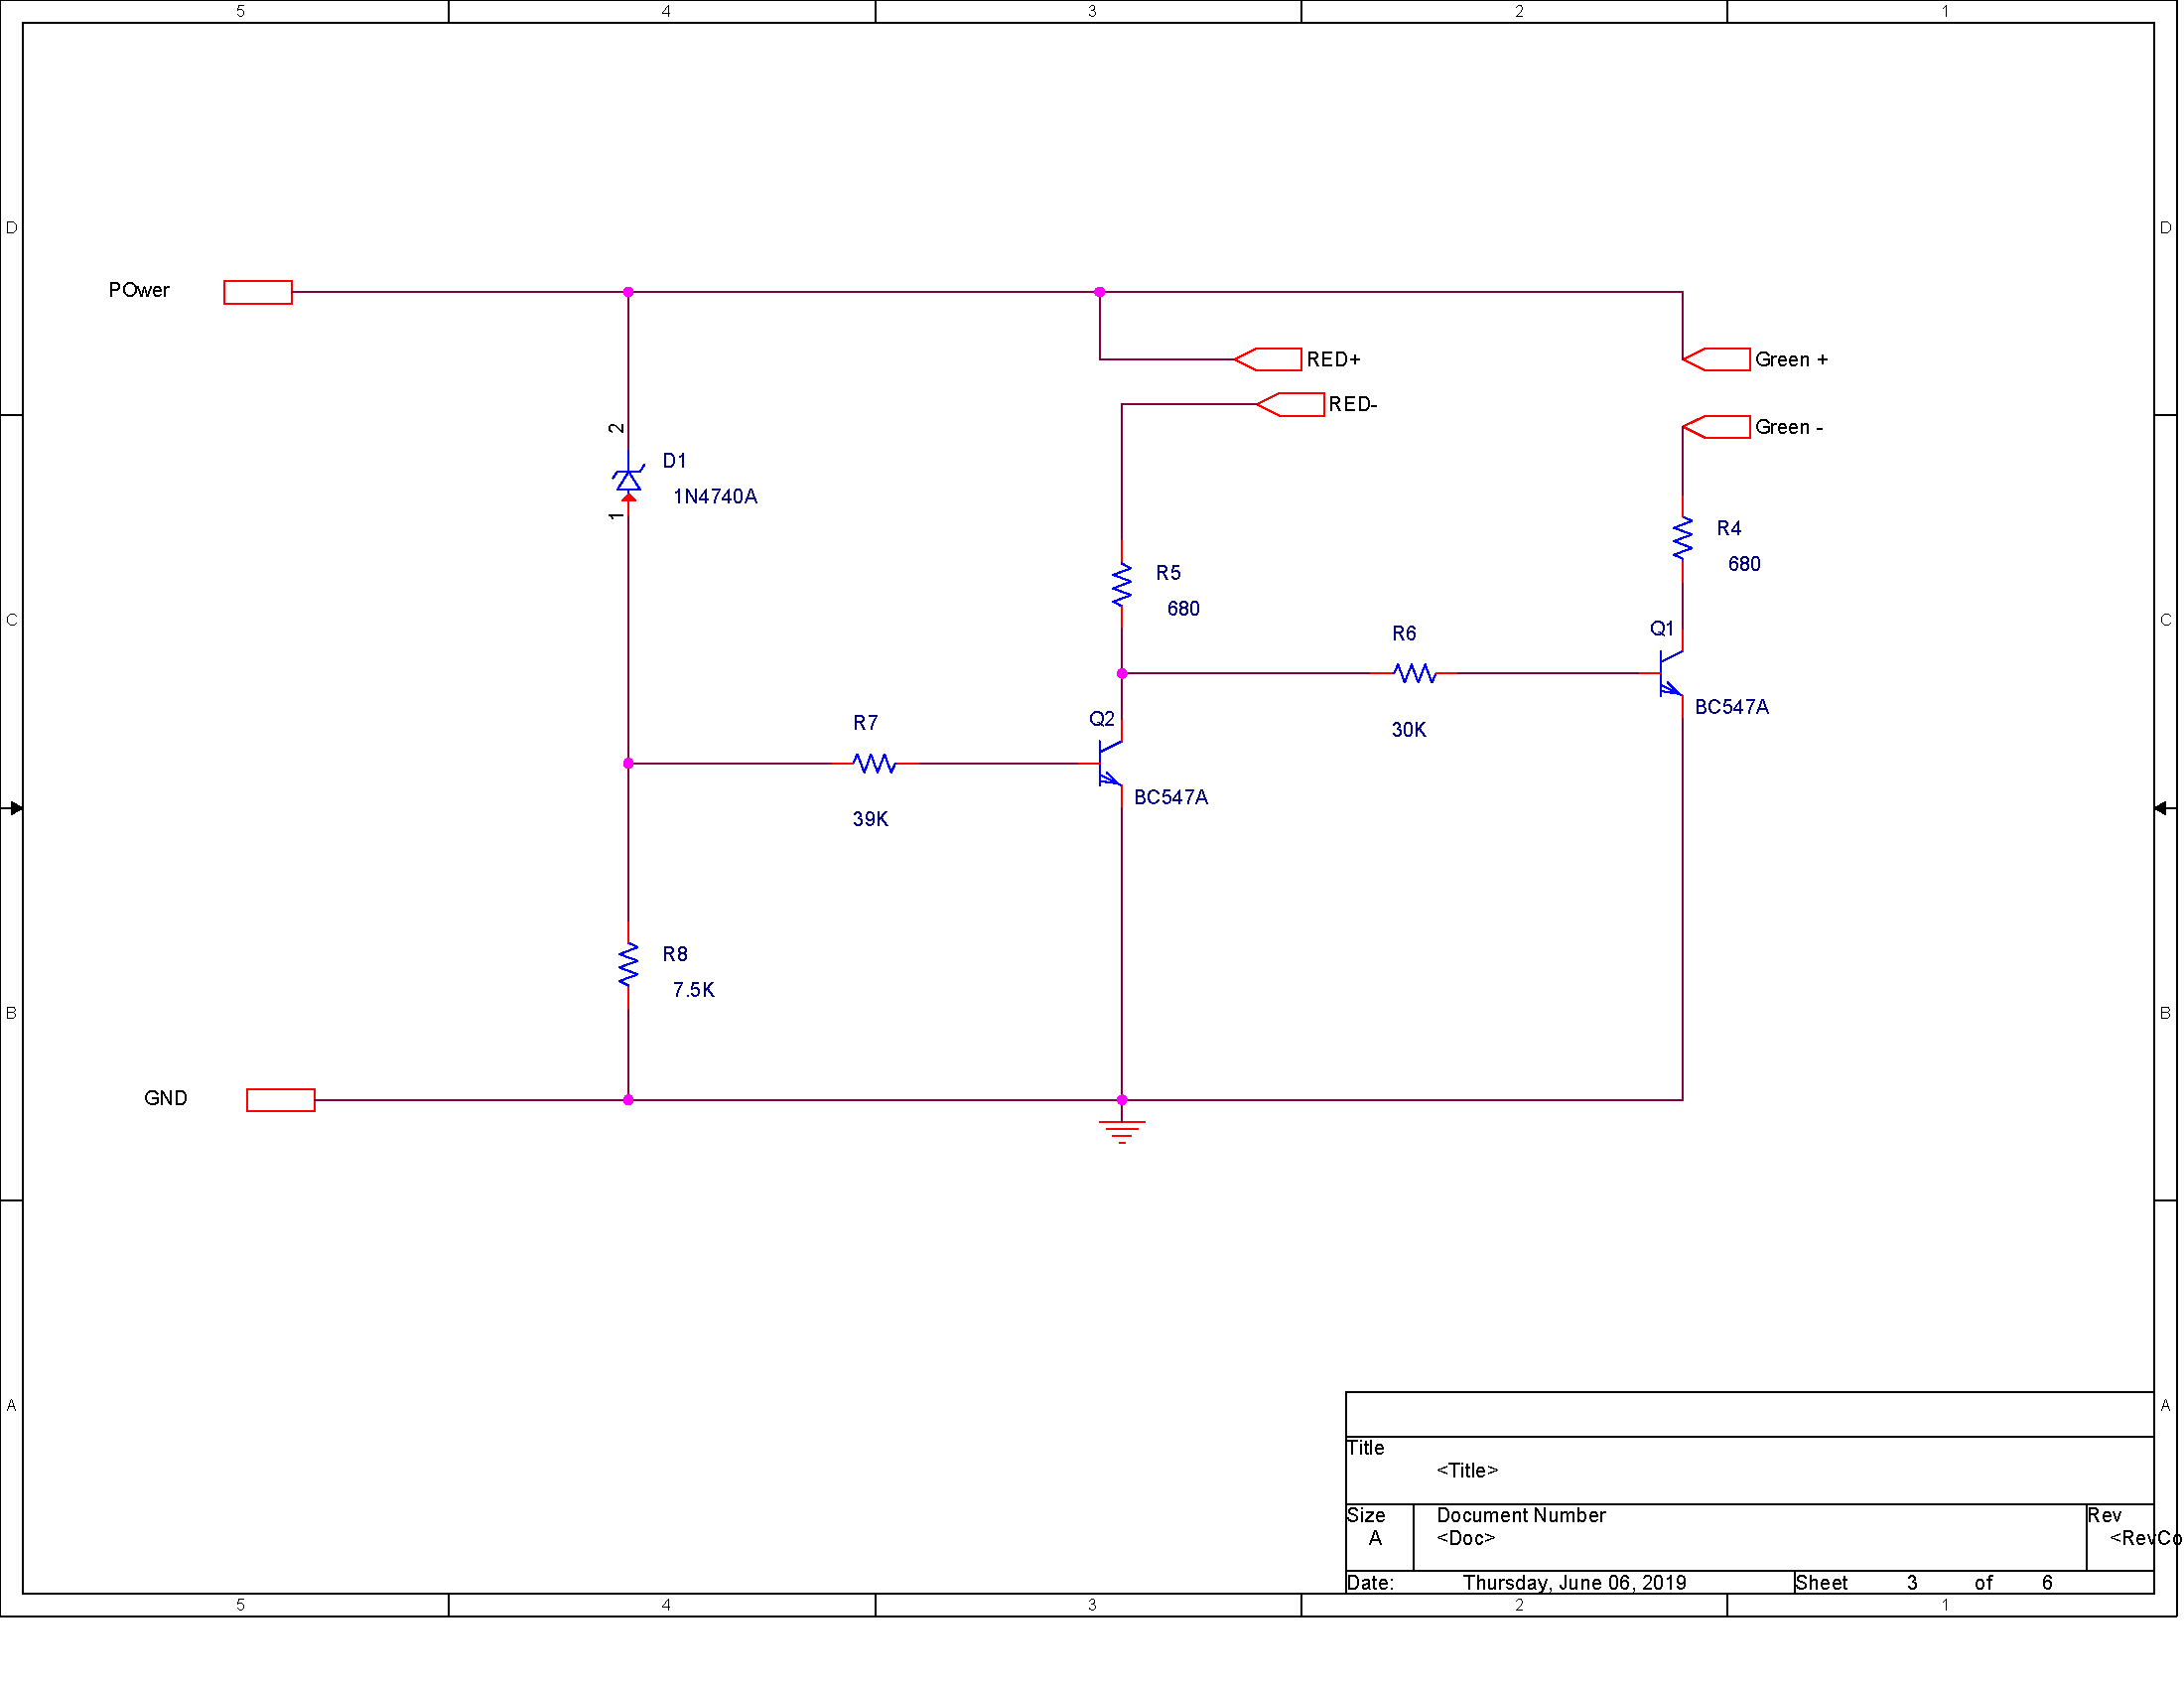 5 4 3 2 1
D D
POwer
RED+ Green +
RED- Green -
2
D1
1N4740A
1
R4
680
R5
680
C C
R6
Q1
BC547A
30K
R7
Q2
BC547A
39K
R8
7.5K
B B
GND
A A
Title
<Title>
Size Document Number Rev
A <Doc> <RevCo
Date: Thursday, June 06, 2019 Sheet 3 of 6
5 4 3 2 1